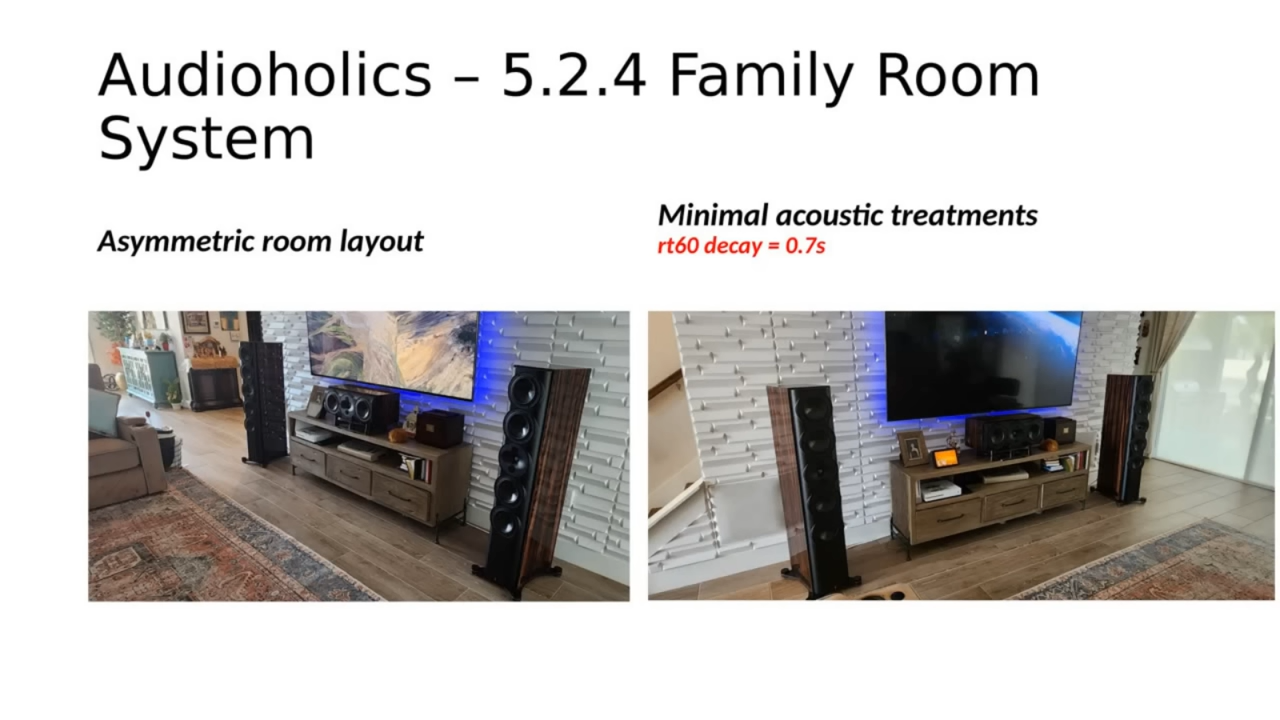 Audioholics – 5.2.4 Family Room
System
Asymmetric room layout
Minimal acoustic treatments
rt60 decay = 0.7s